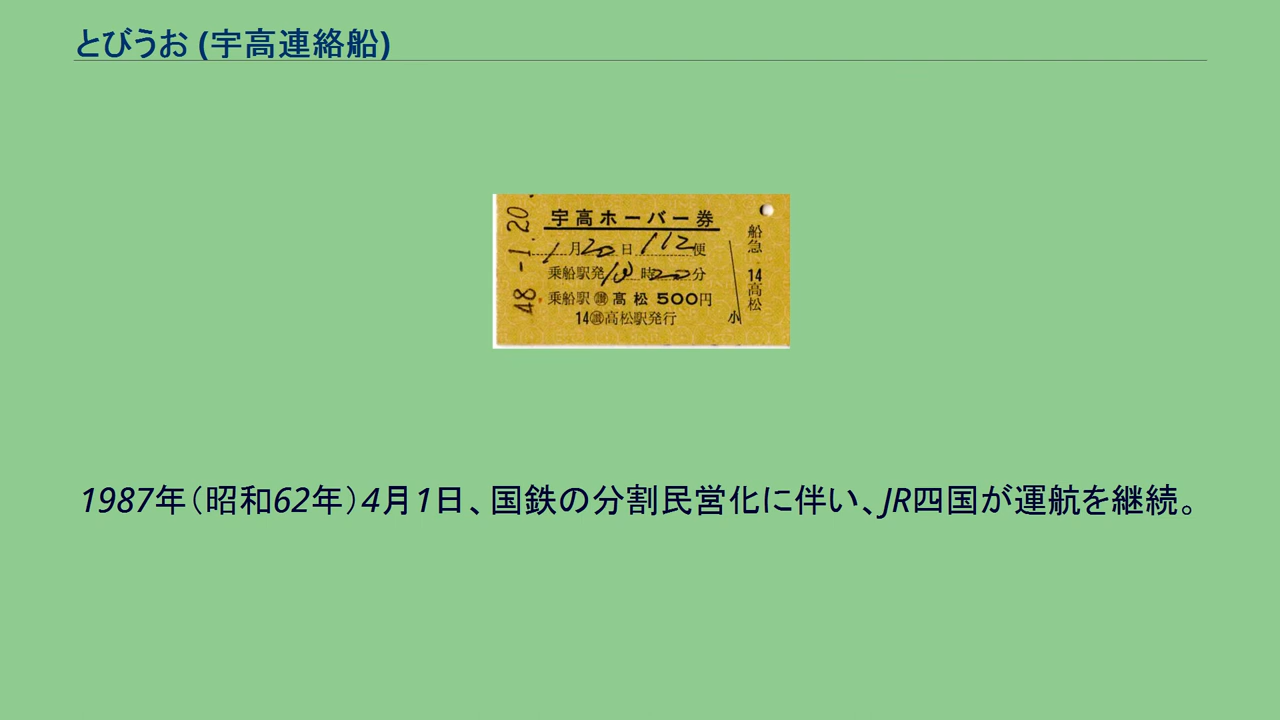 とびうお (宇高連絡船)
48 -1. 20
宇高ホーバー券
1月20日 112便
乗船駅発10時20分
乗船駅 高松 500円
14 高松駅発行
船急 14 高松
小
1987年（昭和62年）4月1日、国鉄の分割民営化に伴い、JR四国が運航を継続。